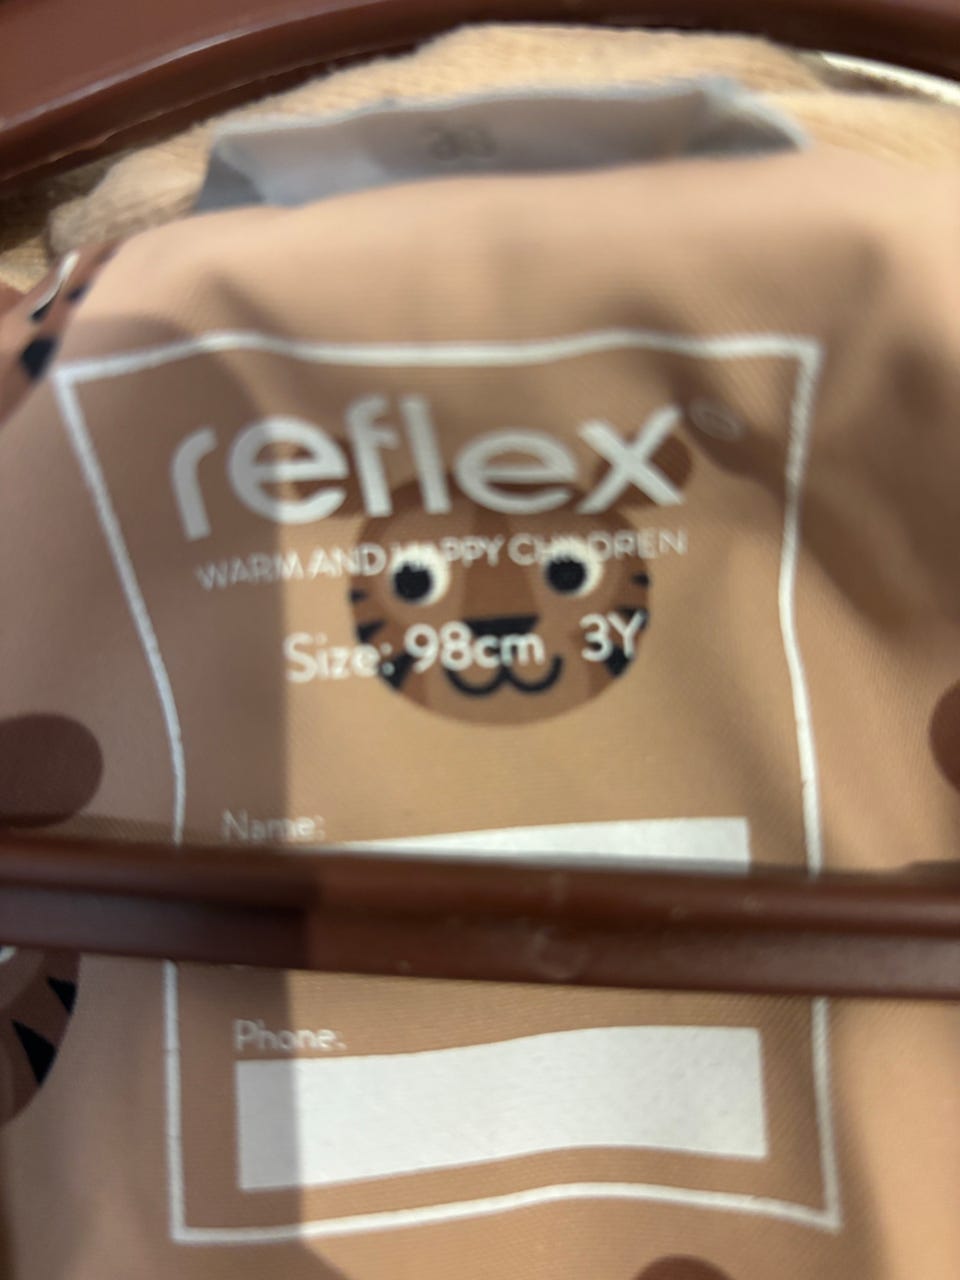 reflex
WARM AND HAPPY CHILDREN
Size: 98cm 3Y
Name:
Phone: